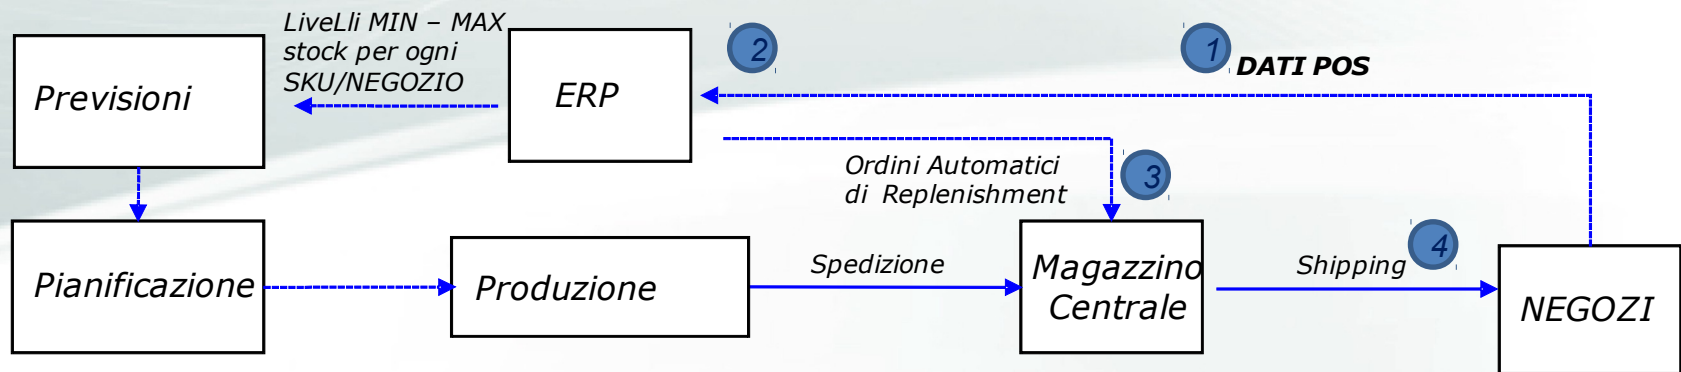 LiveLli MIN – MAX
stock per ogni
SKU/NEGOZIO
Previsioni
ERP
2
1
DATI POS
Ordini Automatici
di Replenishment
3
Pianificazione
Produzione
Spedizione
Magazzino
Centrale
Shipping
4
NEGOZI